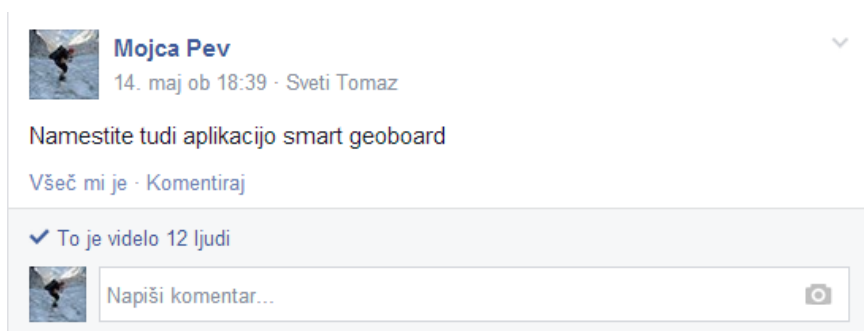 Mojca Pev
14. maj ob 18:39 · Sveti Tomaz
Namestite tudi aplikacijo smart geoboard
Všeč mi je · Komentiraj
To je videlo 12 ljudi
Napiši komentar...